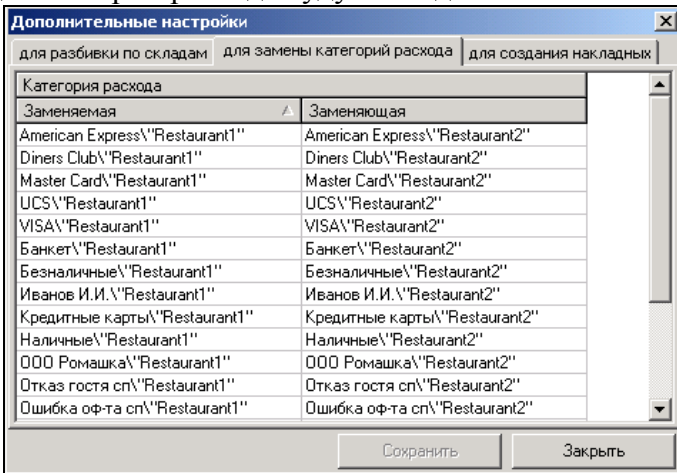 Дополнительные настройки
для разбивки по складам для замены категорий расхода для создания накладных
Категория расхода
Заменяемая Заменяющая
American Express\"Restaurant1" American Express\"Restaurant2"
Diners Club\"Restaurant1" Diners Club\"Restaurant2"
Master Card\"Restaurant1" Master Card\"Restaurant2"
UCS\"Restaurant1" UCS\"Restaurant2"
VISA\"Restaurant1" VISA\"Restaurant2"
Банкет\"Restaurant1" Банкет\"Restaurant2"
Безналичные\"Restaurant1" Безналичные\"Restaurant2"
Иванов И.И.\"Restaurant1" Иванов И.И.\"Restaurant2"
Кредитные карты\"Restaurant1" Кредитные карты\"Restaurant2"
Наличные\"Restaurant1" Наличные\"Restaurant2"
ООО Ромашка\"Restaurant1" ООО Ромашка\"Restaurant2"
Отказ гостя сп\"Restaurant1" Отказ гостя сп\"Restaurant2"
Ошибка оф-та сп\"Restaurant1" Ошибка оф-та сп\"Restaurant2"
Сохранить Закрыть